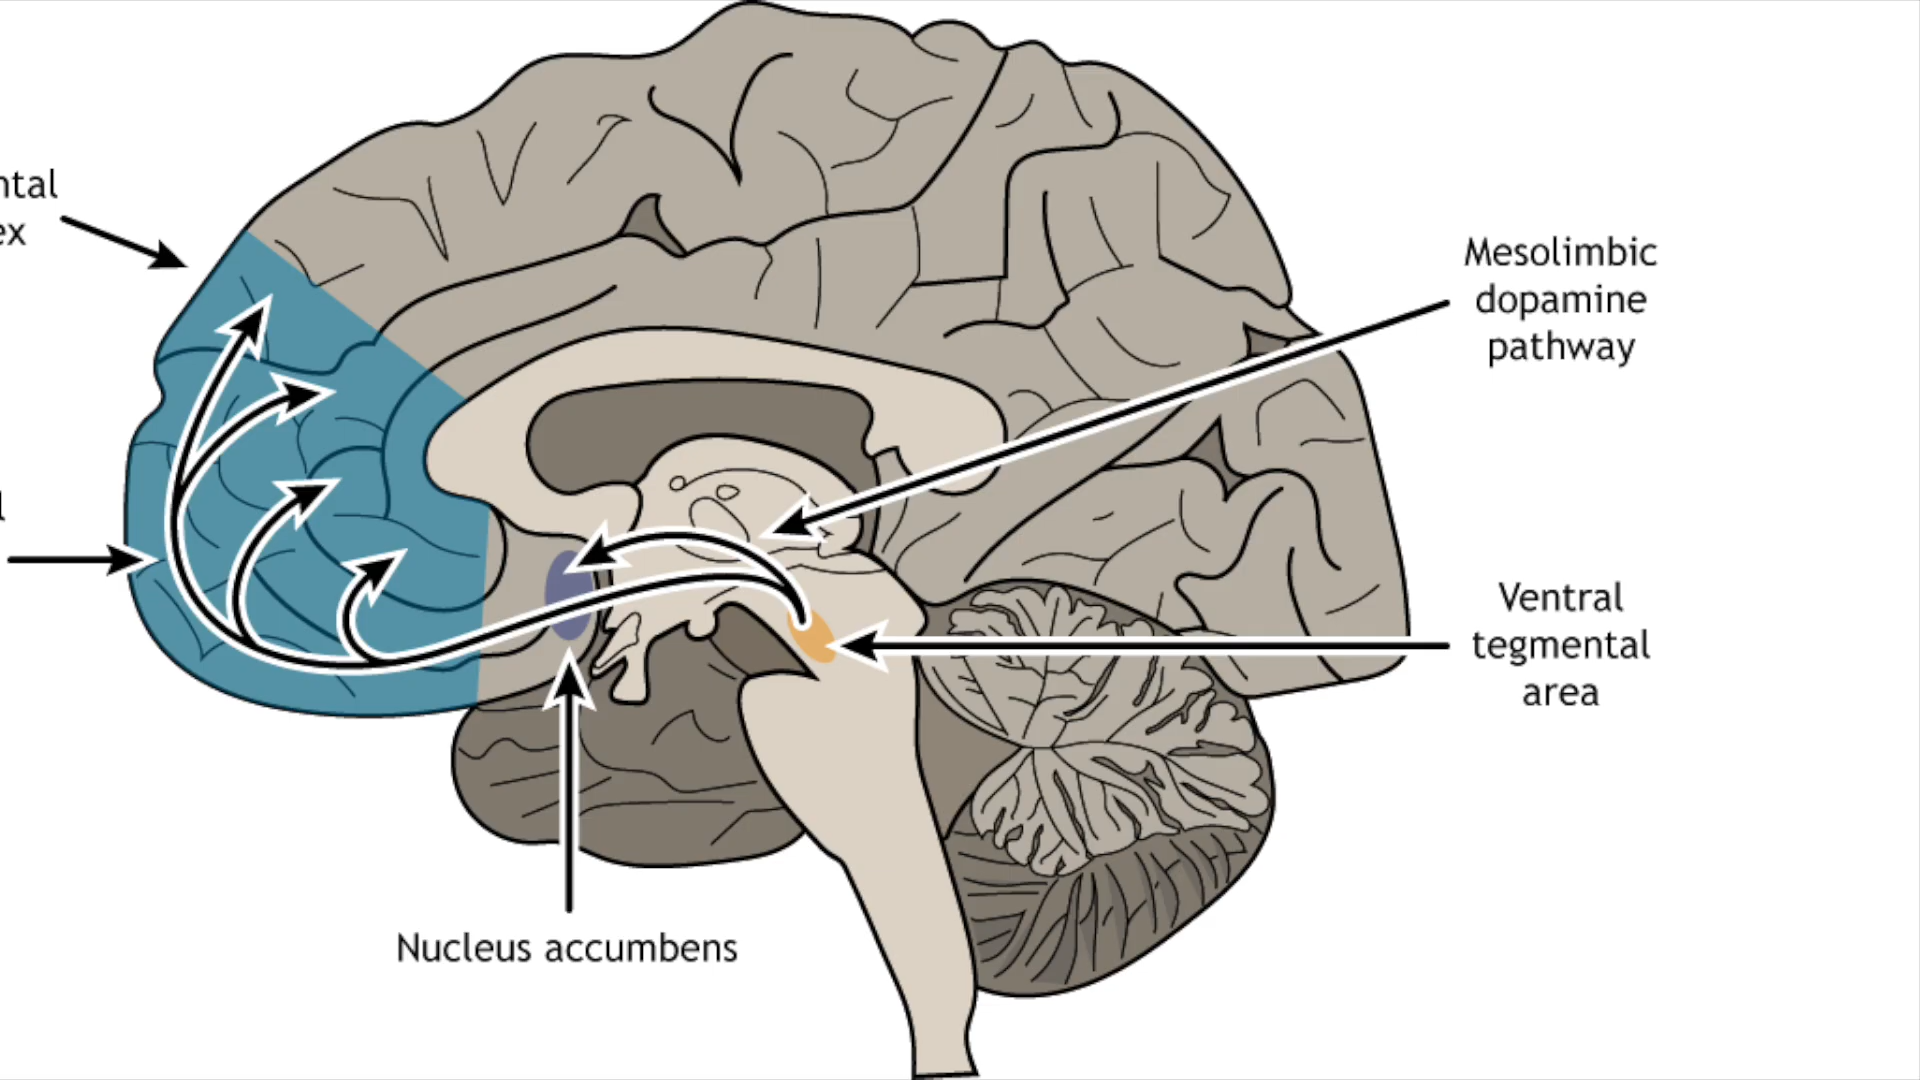 ntal
ex
l
Mesolimbic
dopamine
pathway
Ventral
tegmental
area
Nucleus accumbens